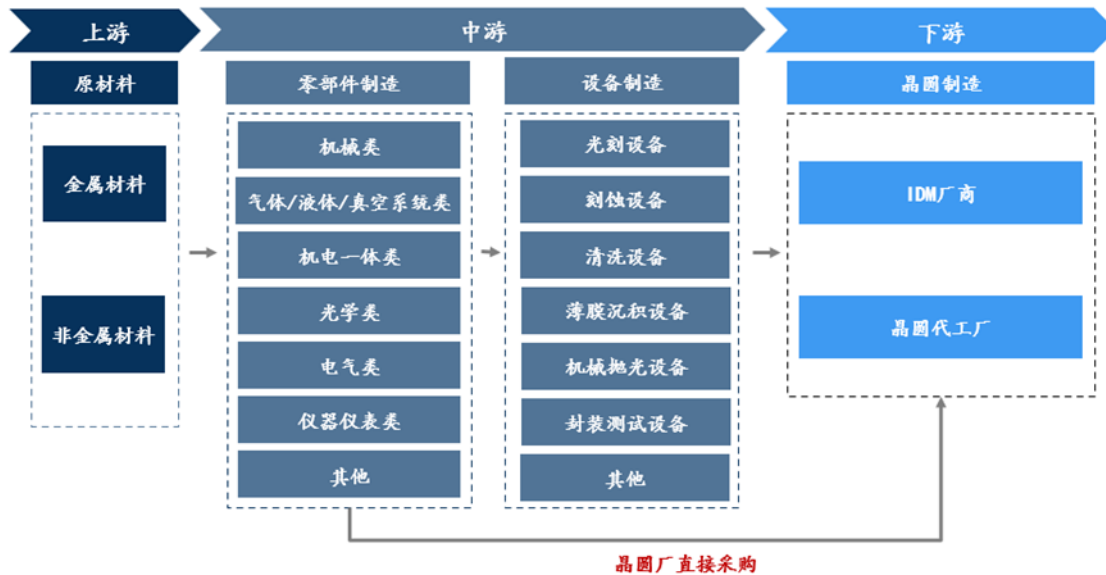 上游
中游
下游
原材料
零部件制造
设备制造
晶圆制造
金属材料
非金属材料
机械类
气体/液体/真空系统类
机电一体类
光学类
电气类
仪器仪表类
其他
光刻设备
刻蚀设备
清洗设备
薄膜沉积设备
机械抛光设备
封装测试设备
其他
IDM厂商
晶圆代工厂
晶圆厂直接采购